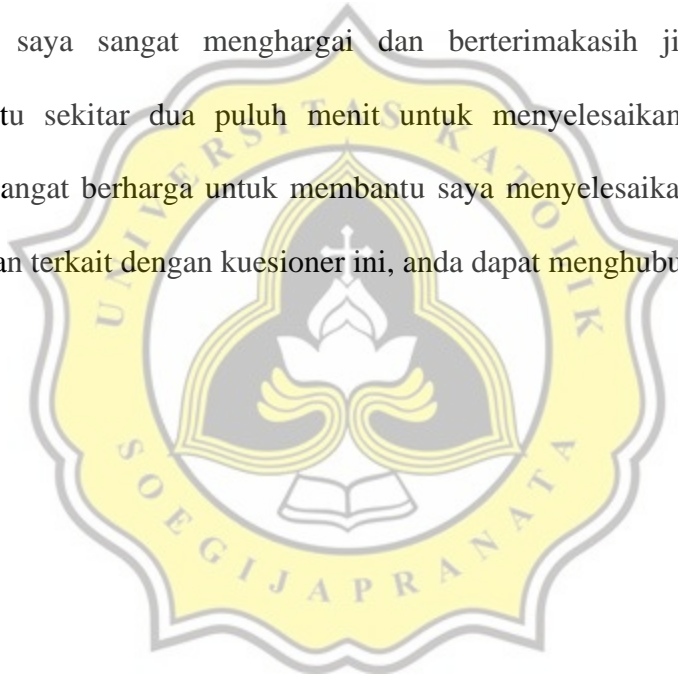 saya sangat menghargai dan berterimakasih ji
tu sekitar dua puluh menit untuk menyelesaikan
angat berharga untuk membantu saya menyelesaika
an terkait dengan kuesioner ini, anda dapat menghubu
UNIVERSITAS KATOLIK
SOEGIJAPRANATA